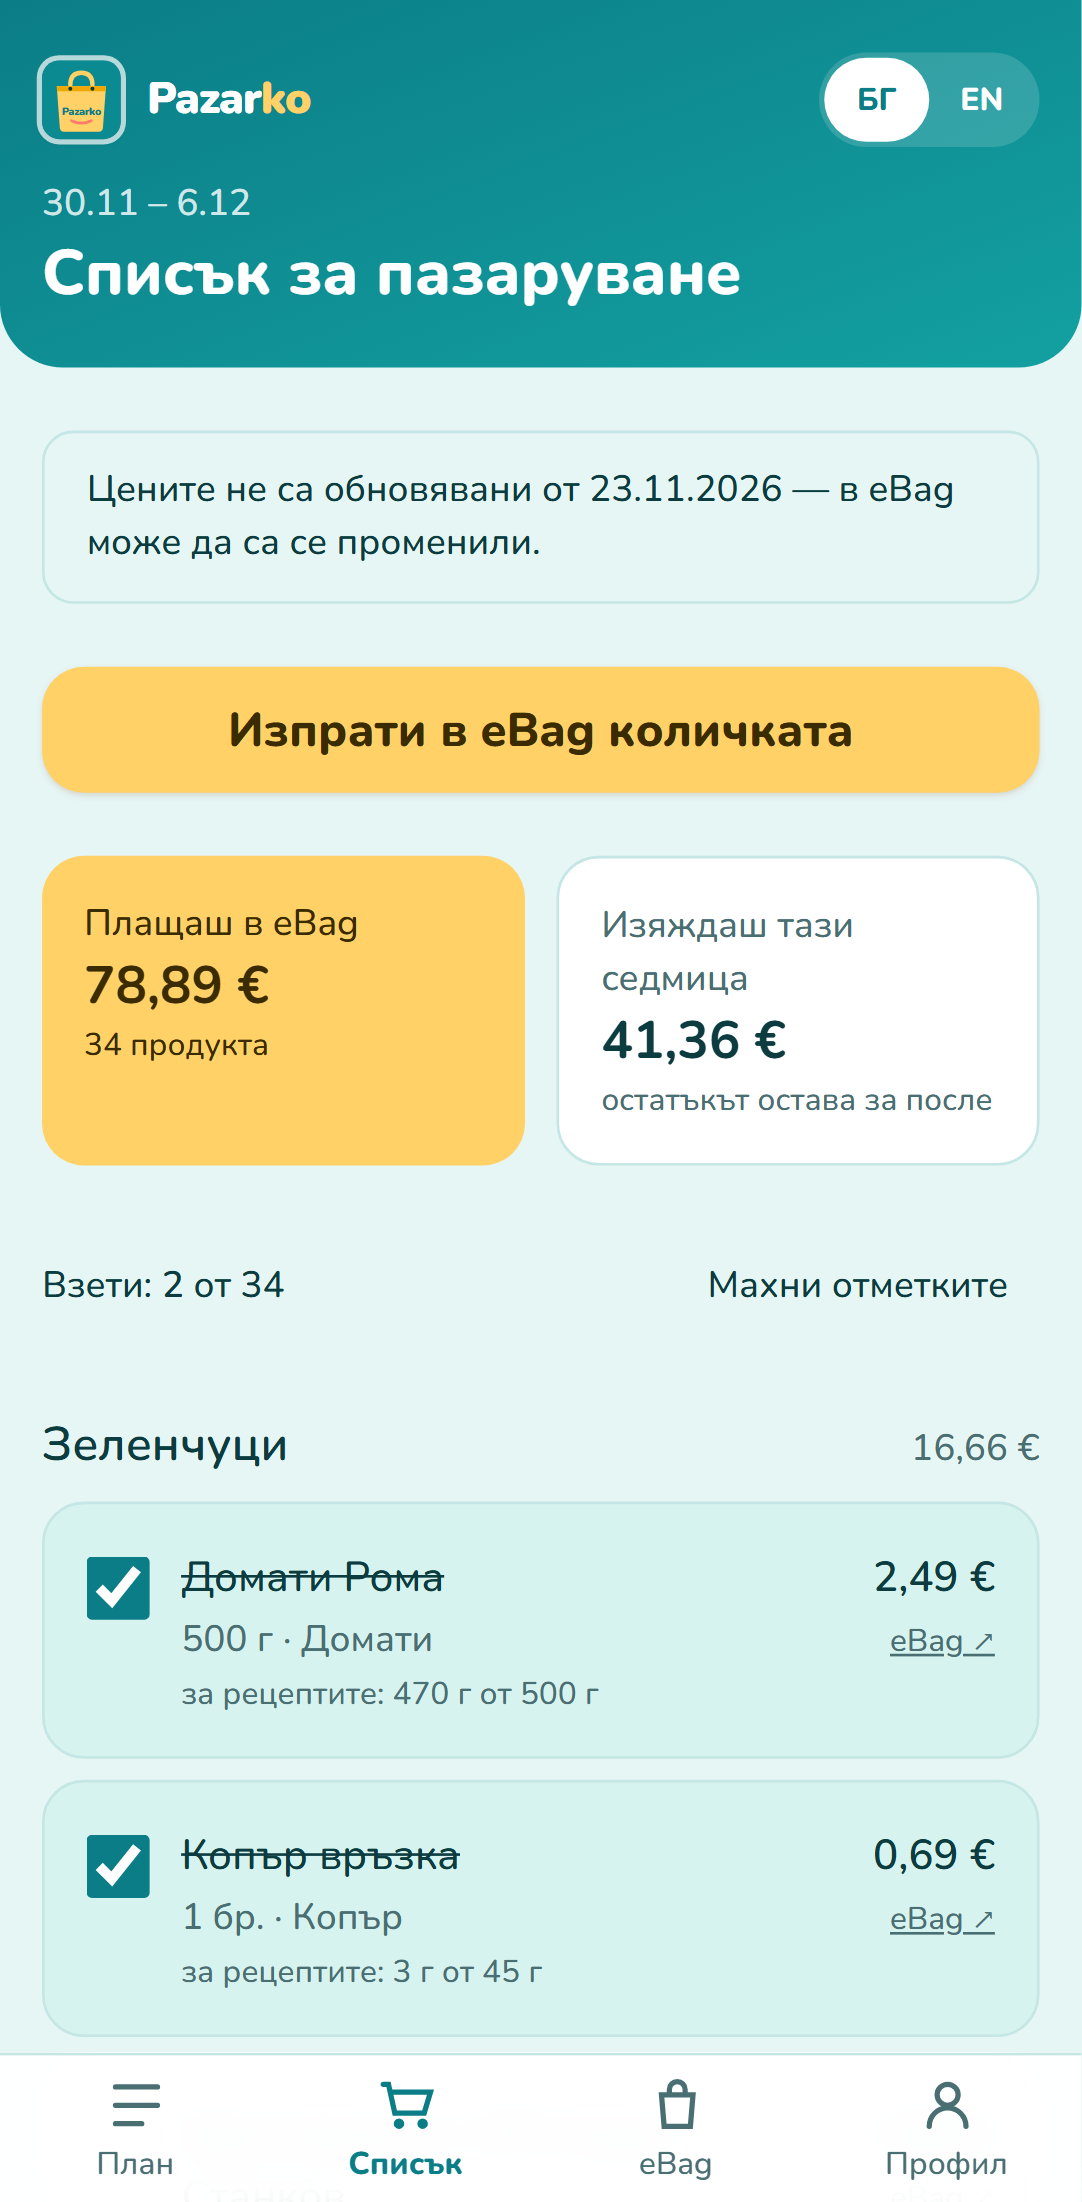 Pazarko
Pazarko
БГ
EN
30.11 – 6.12
Списък за пазаруване
Цените не са обновявани от 23.11.2026 — в eBag
може да са се променили.
Изпрати в eBag количката
Плащаш в eBag
78,89 €
34 продукта
Изяждаш тази
седмица
41,36 €
остатъкът остава за после
Взети: 2 от 34
Махни отметките
Зеленчуци
16,66 €
Домати Рома
2,49 €
500 г · Домати
eBag ↗
за рецептите: 470 г от 500 г
Копър връзка
0,69 €
1 бр. · Копър
eBag ↗
за рецептите: 3 г от 45 г
План
Списък
eBag
Профил